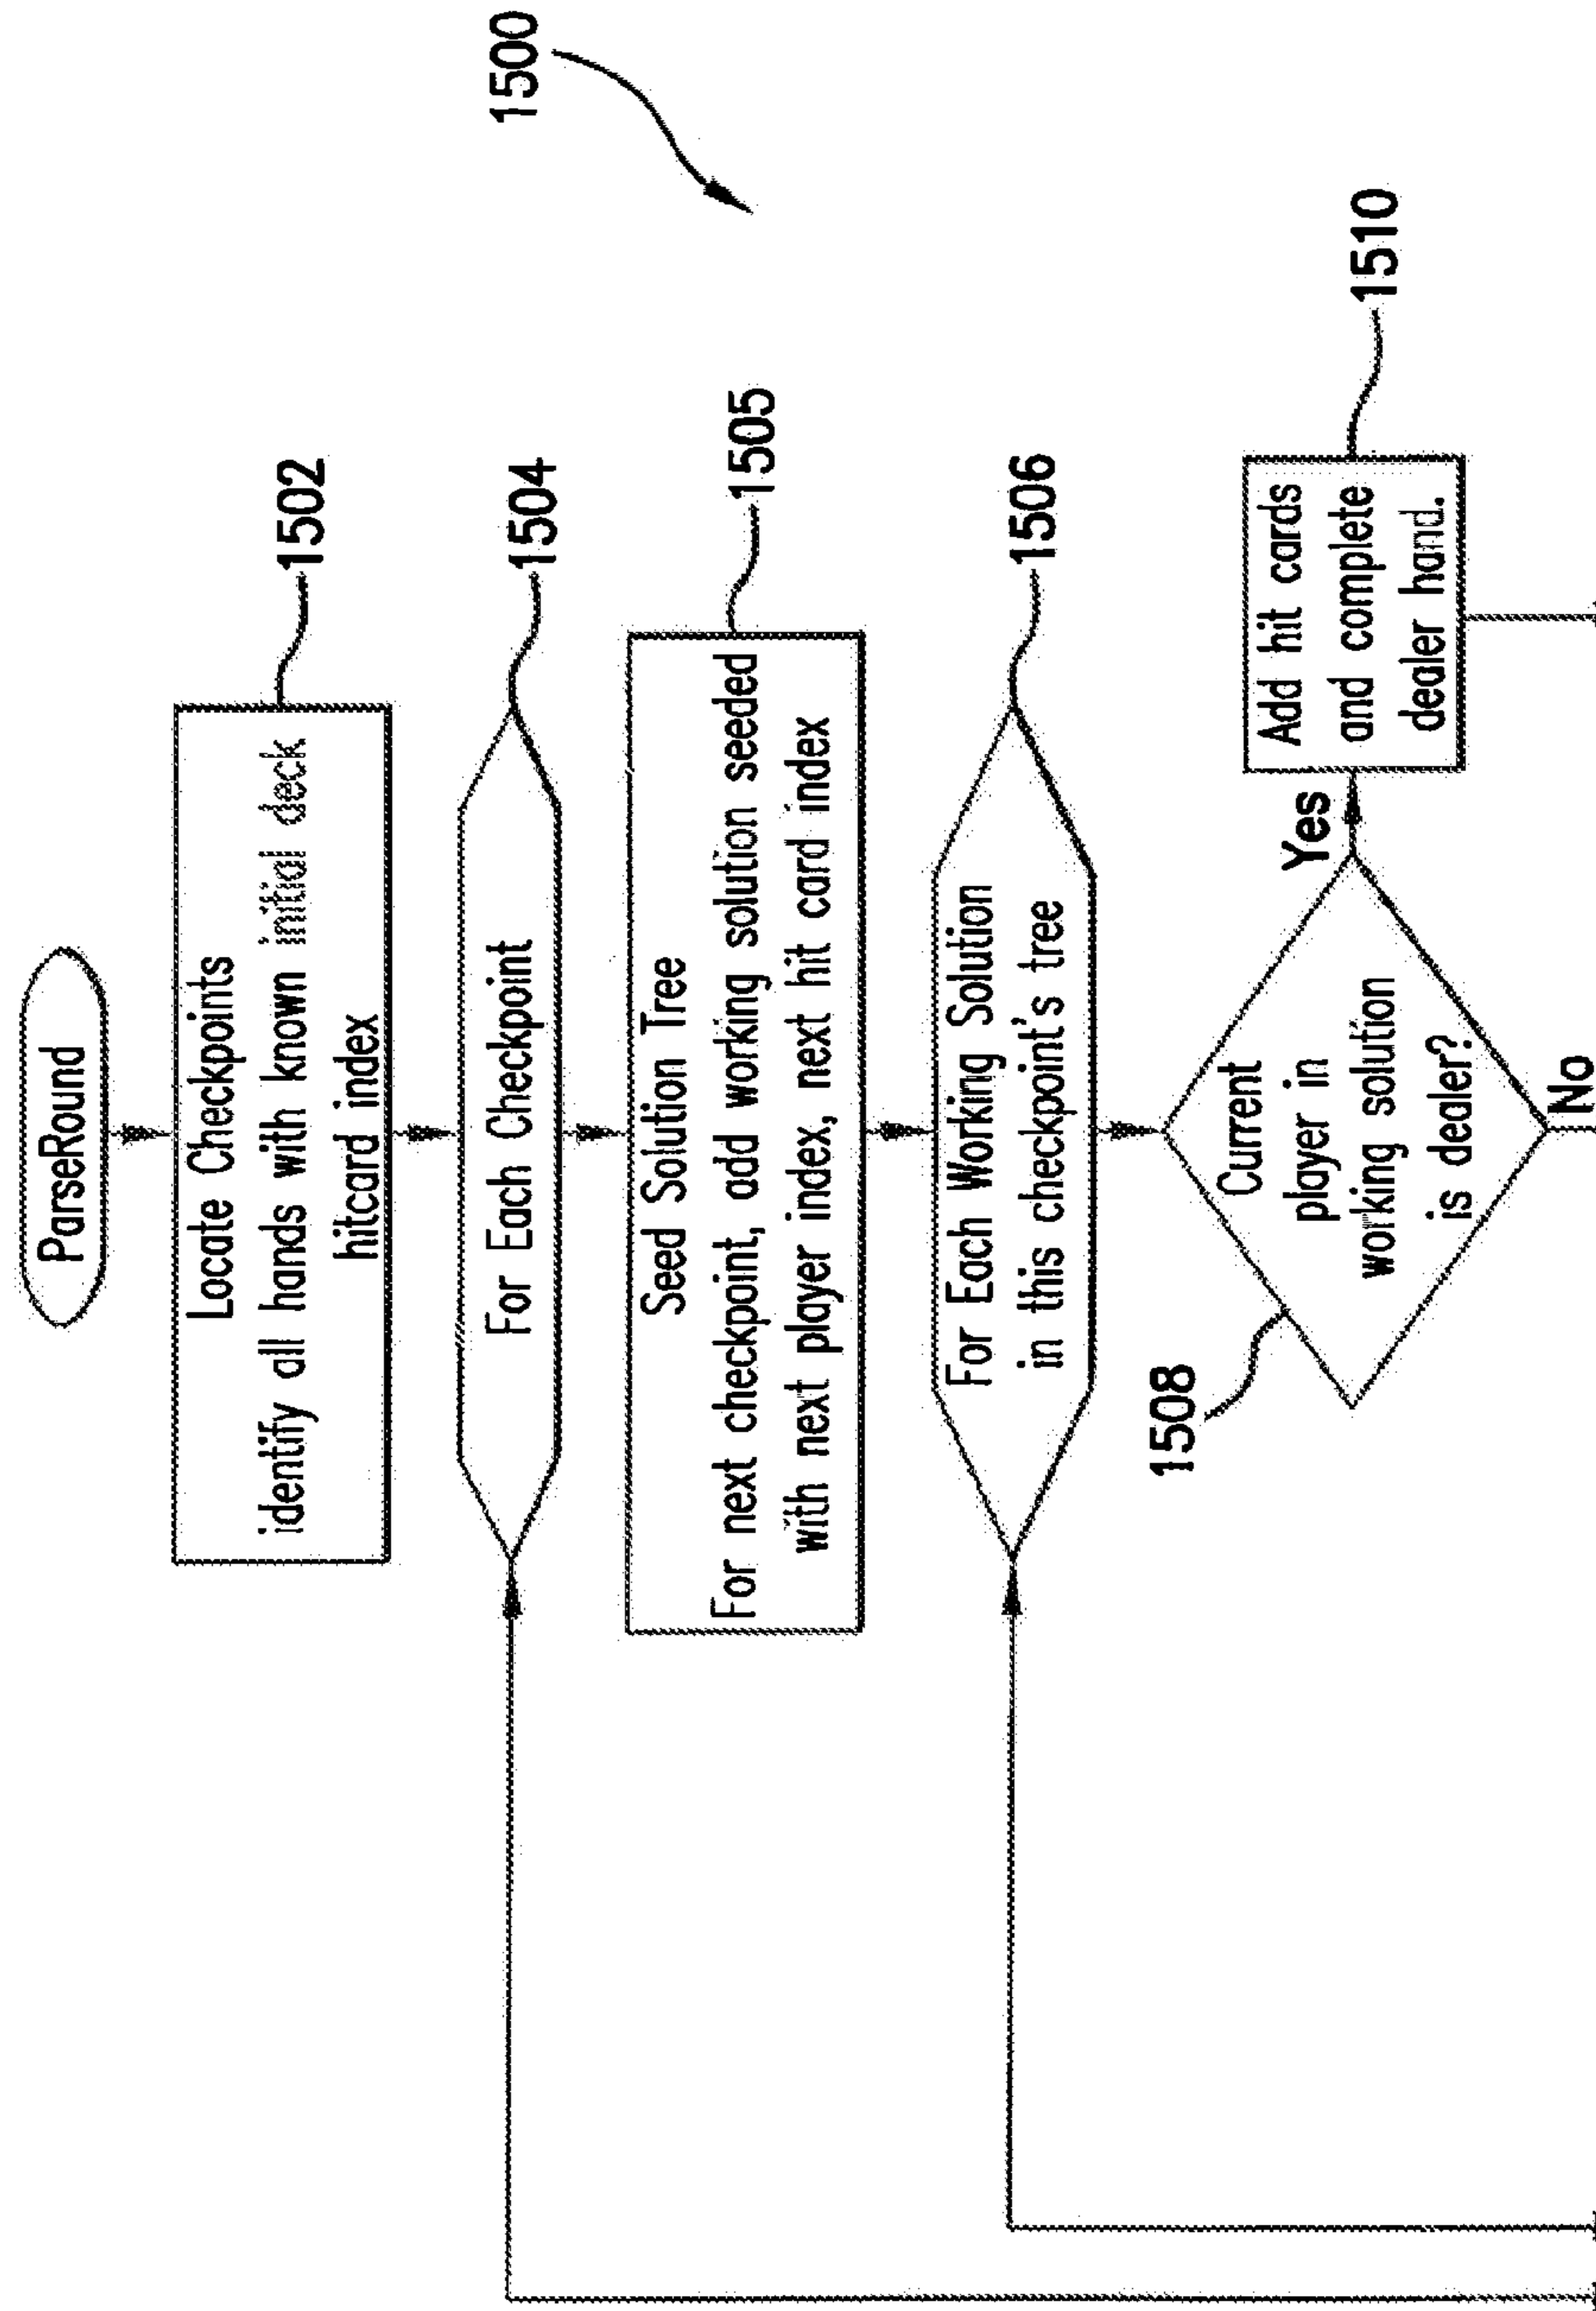 ParseRound
1500
Locate Checkpoints
identify all hands with known initial deck
hitcard index
1502
For Each Checkpoint
1504
Seed Solution Tree
For next checkpoint, add working solution seeded
with next player index, next hit card index
1505
For Each Working Solution
in this checkpoint's tree
1506
1508
Current
player in
working solution
is dealer?
Yes
No
Add hit cards
and complete
dealer hand.
1510